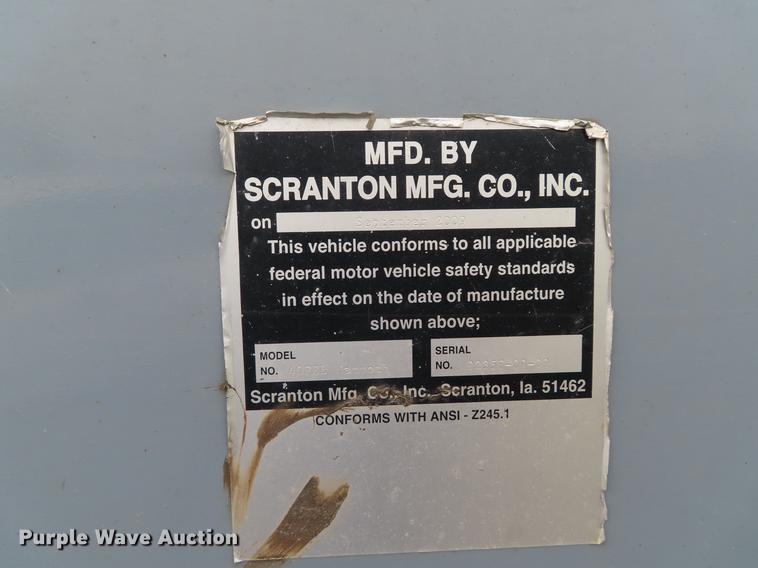 MFD. BY
SCRANTON MFG. CO., INC.
on September 2009
This vehicle conforms to all applicable
federal motor vehicle safety standards
in effect on the date of manufacture
shown above;
MODEL
NO.
SERIAL
NO.
Scranton Mfg. Co., Inc. Scranton, Ia. 51462
CONFORMS WITH ANSI - Z245.1
Purple Wave Auction